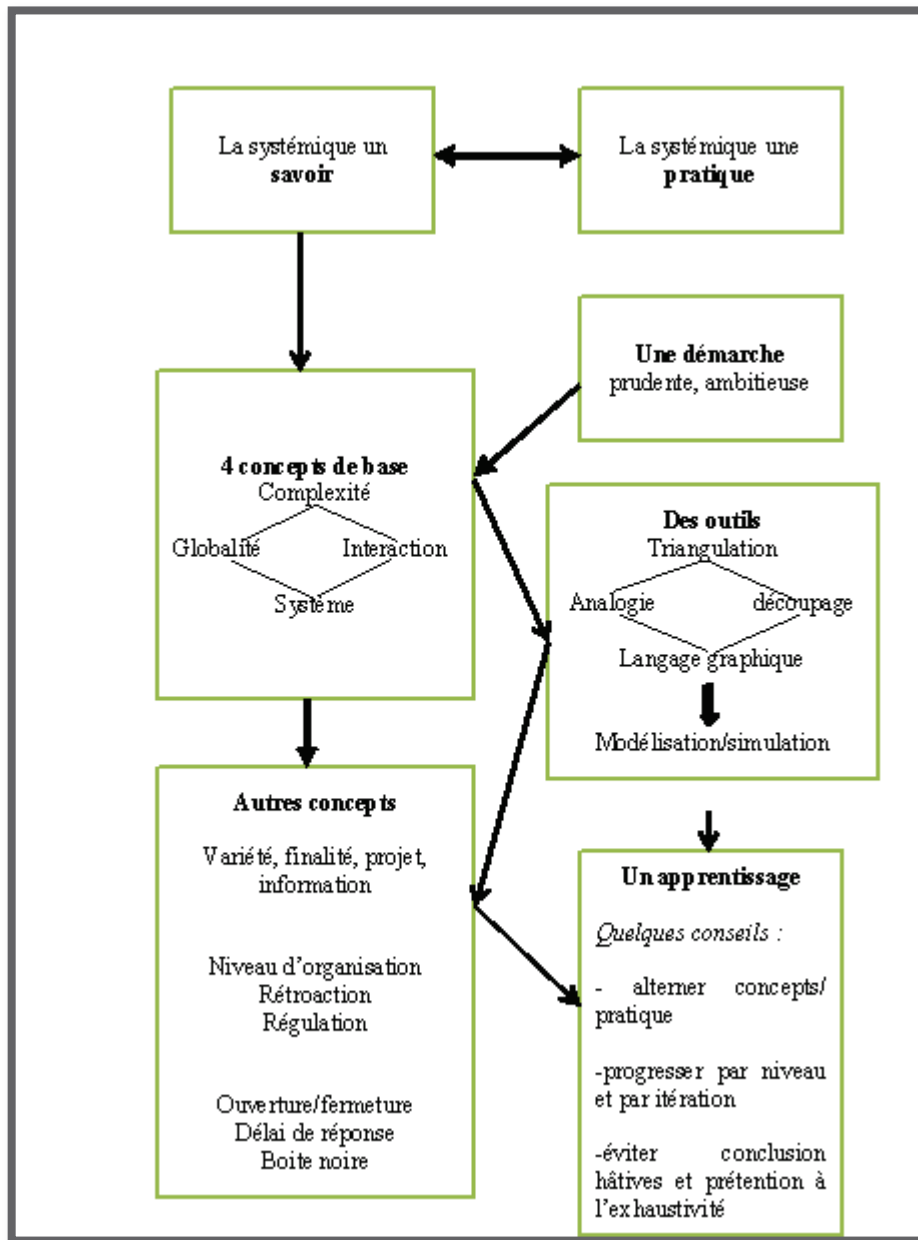 La systémique un
savoir
La systémique une
pratique
Une démarche
prudente, ambitieuse
4 concepts de base
Complexité
Globalité Interaction
Système
Des outils
Triangulation
Analogie découpage
Langage graphique
Modélisation/simulation
Autres concepts
Variété, finalité, projet,
information
Niveau d'organisation
Rétroaction
Régulation
Ouverture/fermeture
Délai de réponse
Boite noire
Un apprentissage
Quelques conseils :
- alterner concepts/
pratique
-progresser par niveau
et par itération
-éviter conclusion
hâtives et prétention à
l'exhaustivité